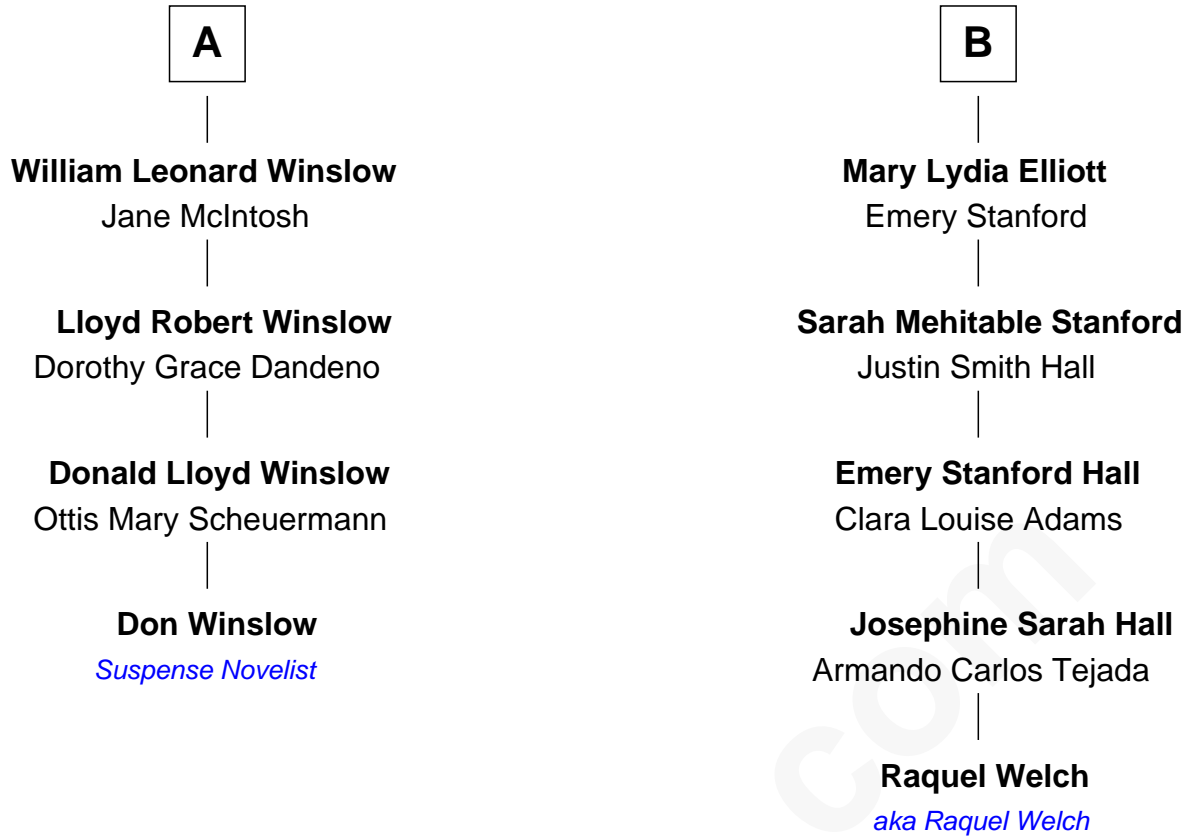 A
William Leonard Winslow
Jane McIntosh
Lloyd Robert Winslow
Dorothy Grace Dandeno
Donald Lloyd Winslow
Ottis Mary Scheuermann
Don Winslow
Suspense Novelist
B
Mary Lydia Elliott
Emery Stanford
Sarah Mehitable Stanford
Justin Smith Hall
Emery Stanford Hall
Clara Louise Adams
Josephine Sarah Hall
Armando Carlos Tejada
Raquel Welch
aka Raquel Welch
com